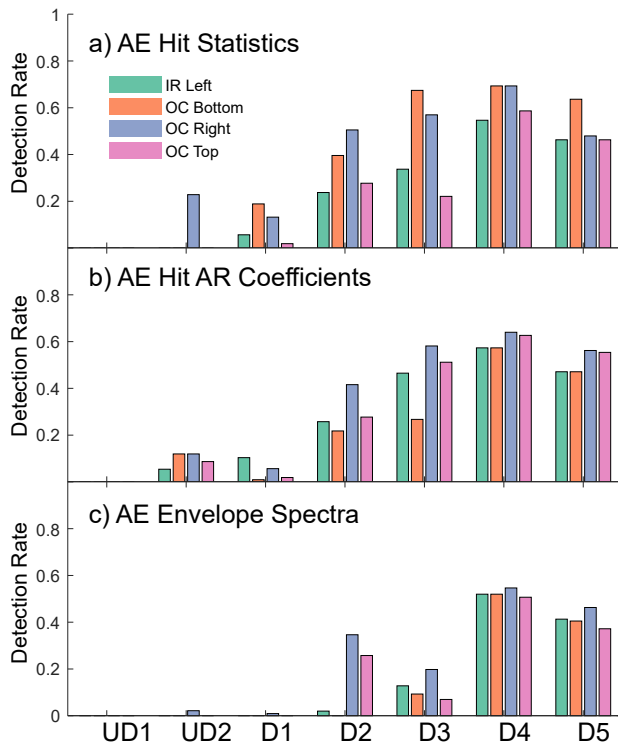 1
a) AE Hit Statistics
0.8
IR Left
OC Bottom
OC Right
OC Top
0.6
0.4
0.2
Detection Rate
b) AE Hit AR Coefficients
0.8
0.6
0.4
0.2
Detection Rate
c) AE Envelope Spectra
0.8
0.6
0.4
0.2
0
Detection Rate
UD1 UD2 D1 D2 D3 D4 D5